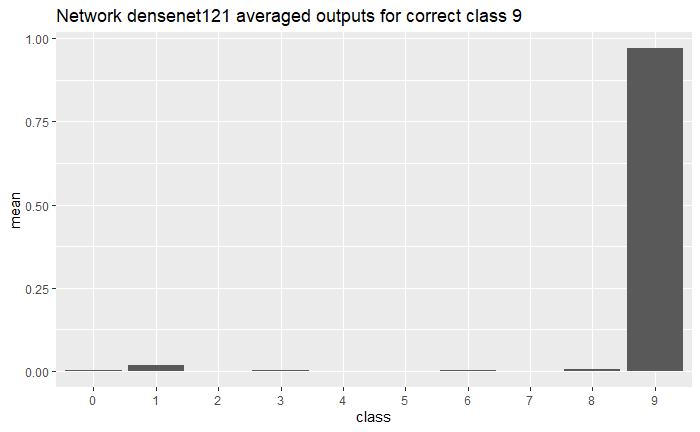 Network densenet121 averaged outputs for correct class 9
1.00
0.75
0.50
0.25
0.00
mean
0 1 2 3 4 5 6 7 8 9
class